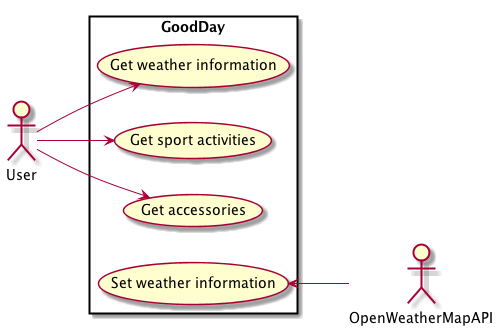 GoodDay
Get weather information
Get sport activities
User
Get accessories
Set weather information
OpenWeatherMapAPI